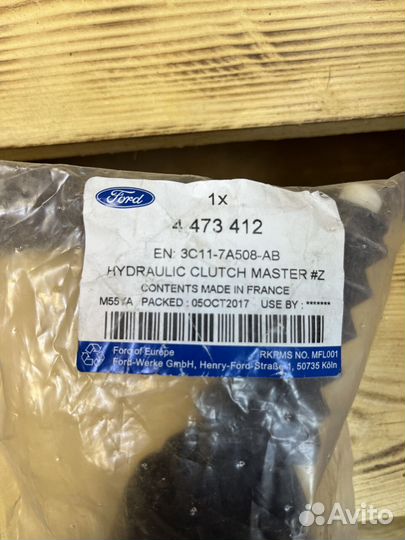 Ford
1x
4 473 412
EN: 3C11-7A508-AB
HYDRAULIC CLUTCH MASTER #Z
CONTENTS MADE IN FRANCE
PACKED: 05OCT2017 USE BY: *******
Ford of Europe
RKRMS NO. MFL001
Ford-Werke GmbH, Henry-Ford-Straße 1, 50735 Köln
Avito